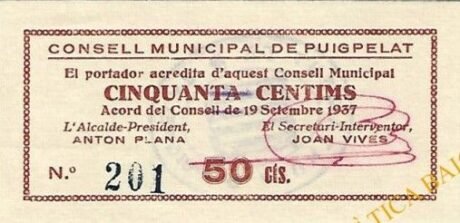 CONSELL MUNICIPAL DE PUIGPELAT
El portador acredita d'aquest Consell Municipal
CINQUANTA CENTIMS
Acord del Consell de 19 Setembre 1937
L'Alcalde-President,
ANTON PLANA
El Secretari-Interventor,
JOAN VIVES
N.º 201
50 cts.